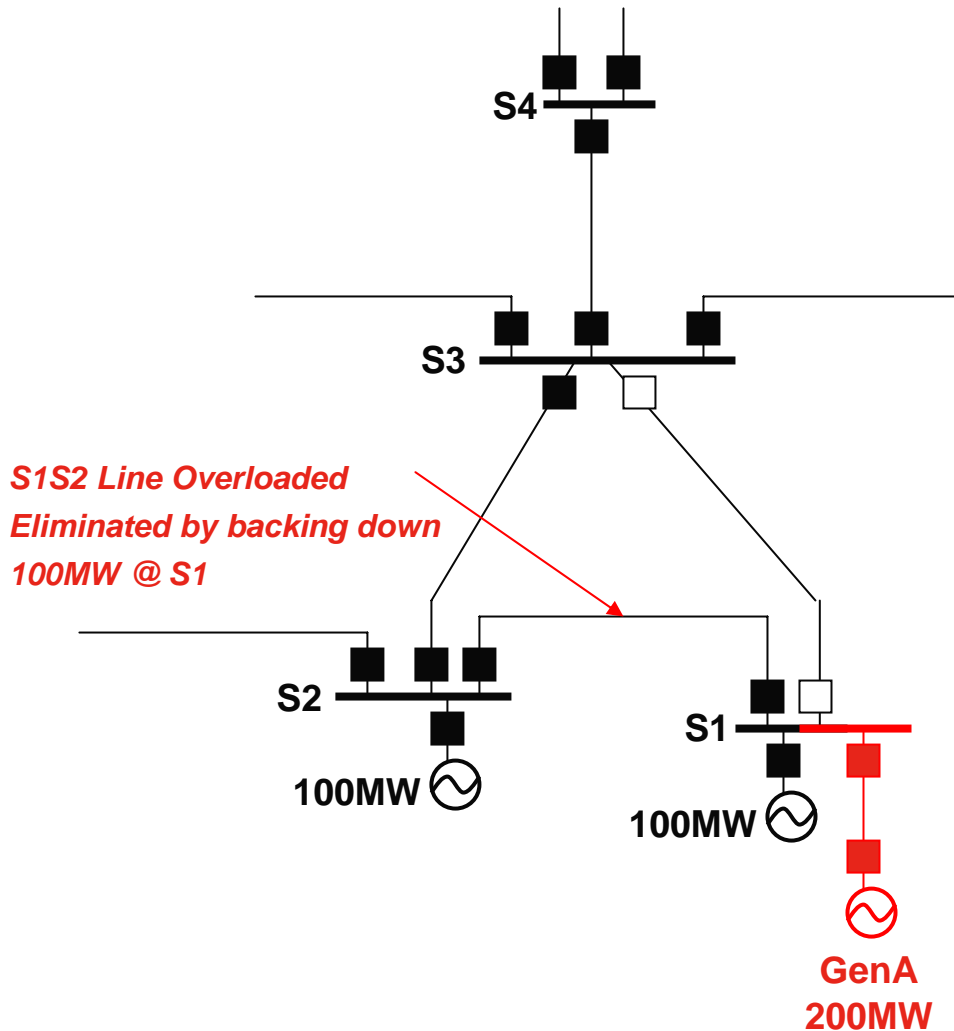 S4
S3
S1S2 Line Overloaded
Eliminated by backing down
100MW @ S1
S2
S1
100MW
100MW
GenA
200MW